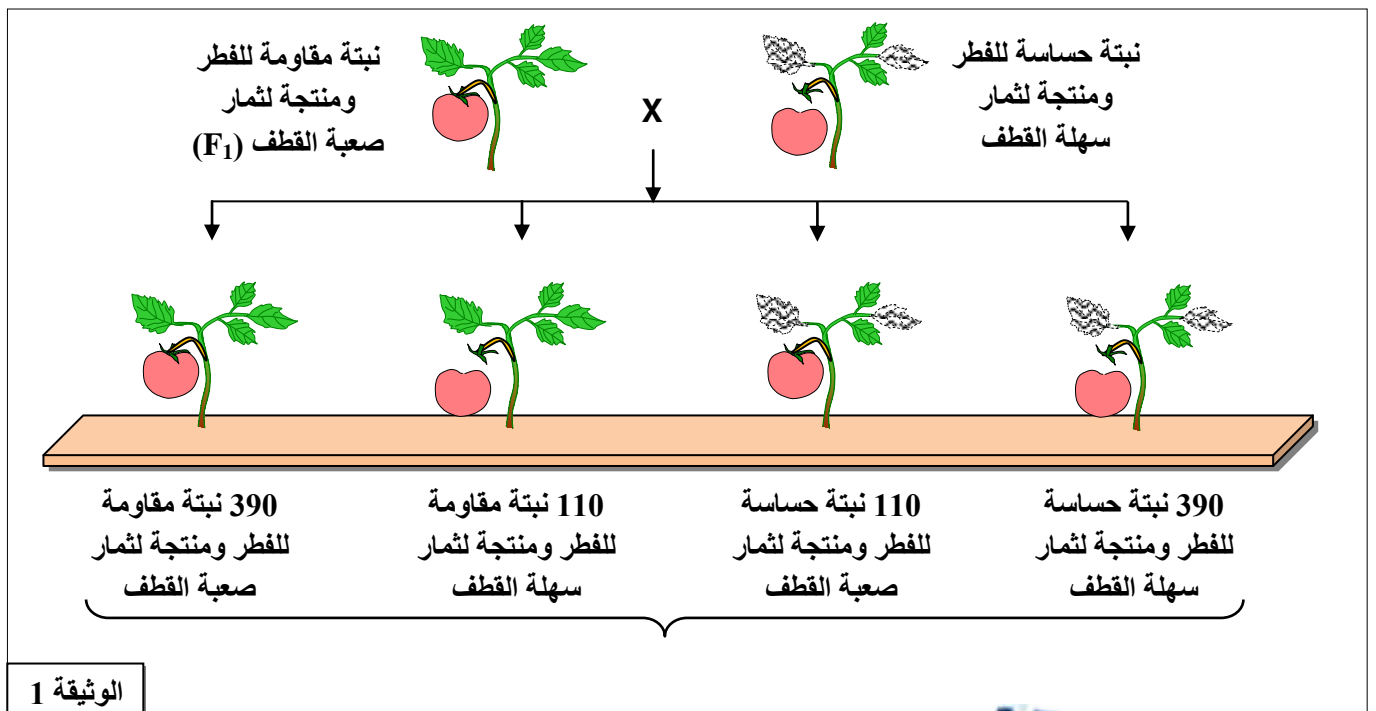 نبتة حساسة للفطر
ومنتجة لثمار
سهلة القطف
X
نبتة مقاومة للفطر
ومنتجة لثمار
صعبة القطف (F₁)
390 نبتة حساسة
للفطر ومنتجة لثمار
سهلة القطف
110 نبتة حساسة
للفطر ومنتجة لثمار
صعبة القطف
110 نبتة مقاومة
للفطر ومنتجة لثمار
سهلة القطف
390 نبتة مقاومة
للفطر ومنتجة لثمار
صعبة القطف
الوثيقة 1